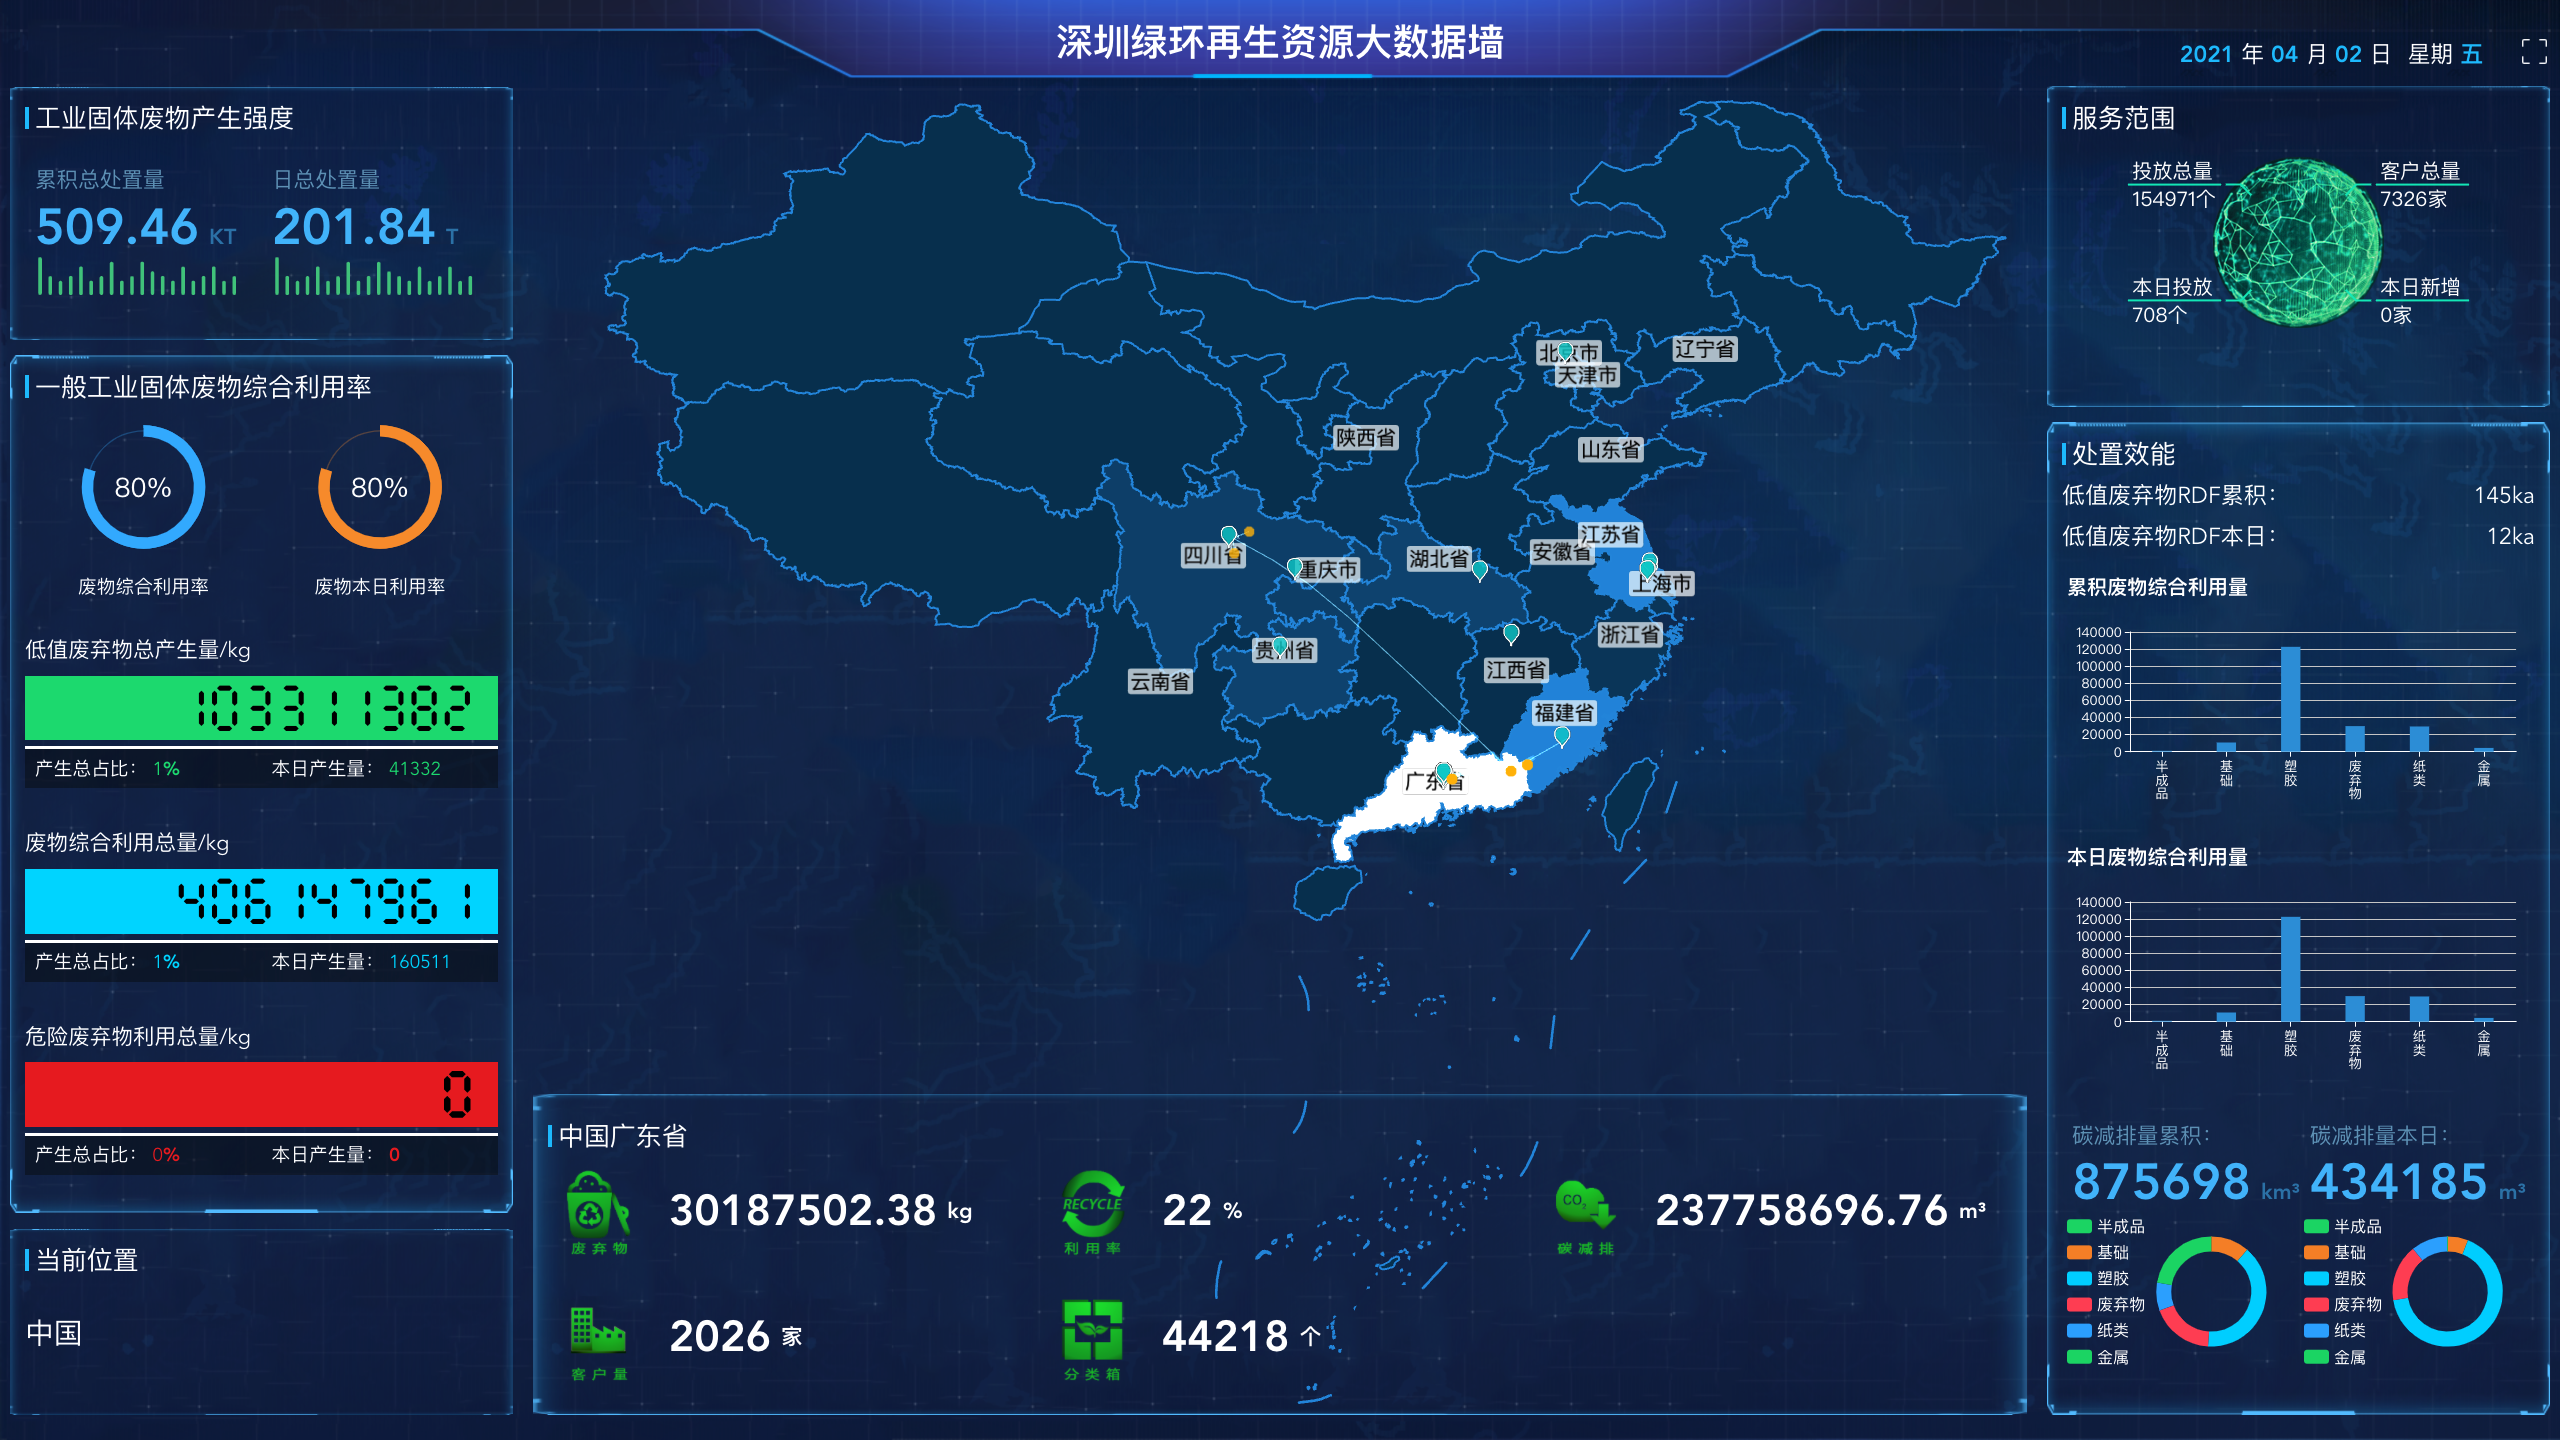 深圳绿环再生资源大数据墙
2021 年 04 月 02 日 星期 五
工业固体废物产生强度
累积总处置量 日总处置量
509.46 KT 201.84 T
一般工业固体废物综合利用率
80% 80%
废物综合利用率 废物本日利用率
低值废弃物总产生量/kg
103311382
产生总占比： 1% 本日产生量： 41332
废物综合利用总量/kg
406147961
产生总占比： 1% 本日产生量： 160511
危险废弃物利用总量/kg
0
产生总占比： 0% 本日产生量： 0
当前位置
中国
北京市
天津市
辽宁省
陕西省
山东省
四川省
重庆市
湖北省
安徽省
江苏省
上海市
浙江省
贵州省
云南省
江西省
福建省
广东省
中国广东省
30187502.38 kg
废弃物
RECYCLE
22 %
利用率
CO₂
237758696.76 m³
碳减排
2026 家
客户量
44218 个
分类箱
服务范围
投放总量 客户总量
154971个 7326家
本日投放 本日新增
708个 0家
处置效能
低值废弃物RDF累积： 145ka
低值废弃物RDF本日： 12ka
累积废物综合利用量
140000
120000
100000
80000
60000
40000
20000
0
半成品 基础 塑胶 废弃物 纸类 金属
本日废物综合利用量
140000
120000
100000
80000
60000
40000
20000
0
半成品 基础 塑胶 废弃物 纸类 金属
碳减排量累积： 碳减排量本日：
875698 km³ 434185 m³
半成品 半成品
基础 基础
塑胶 塑胶
废弃物 废弃物
纸类 纸类
金属 金属